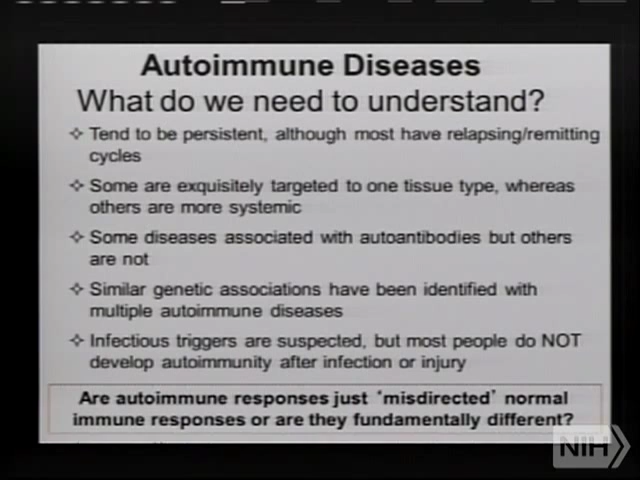 Autoimmune Diseases
What do we need to understand?
✧ Tend to be persistent, although most have relapsing/remitting
cycles
✧ Some are exquisitely targeted to one tissue type, whereas
others are more systemic
✧ Some diseases associated with autoantibodies but others
are not
✧ Similar genetic associations have been identified with
multiple autoimmune diseases
✧ Infectious triggers are suspected, but most people do NOT
develop autoimmunity after infection or injury
Are autoimmune responses just ‘misdirected’ normal
immune responses or are they fundamentally different?
NIH